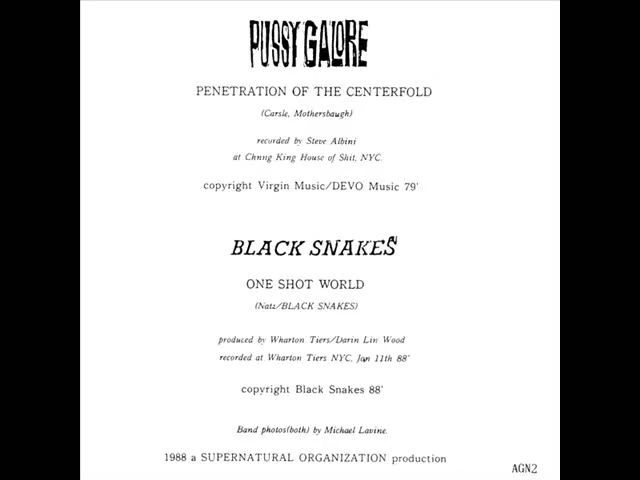 PUSSY GALORE
PENETRATION OF THE CENTERFOLD
(Carsle, Mothersbaugh)
recorded by Steve Albini
at Chnng King House of Shit, NYC.
copyright Virgin Music/DEVO Music 79'
BLACK SNAKES
ONE SHOT WORLD
(Natz/BLACK SNAKES)
produced by Wharton Tiers/Darin Lin Wood
recorded at Wharton Tiers NYC, Jan 11th 88'
copyright Black Snakes 88'
Band photos(both) by Michael Lavine.
1988 a SUPERNATURAL ORGANIZATION production
AGN2